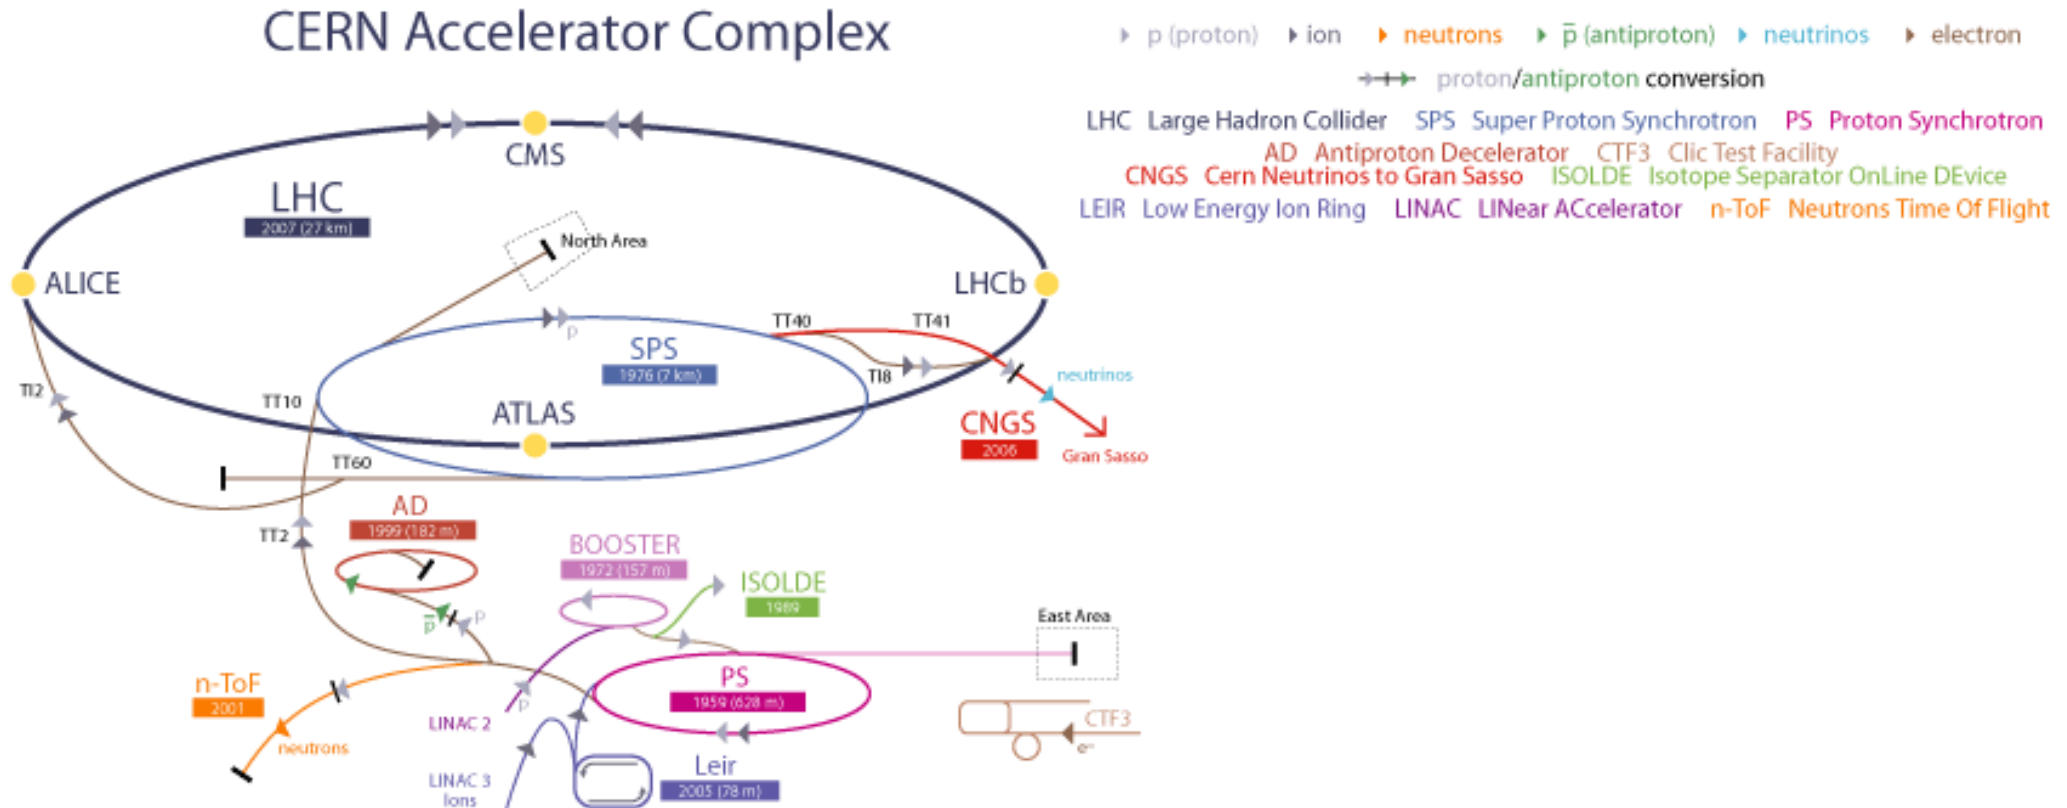 CERN Accelerator Complex
p (proton) ion neutrons p̄ (antiproton) neutrinos electron
proton/antiproton conversion
LHC Large Hadron Collider SPS Super Proton Synchrotron PS Proton Synchrotron
AD Antiproton Decelerator CTF3 Clic Test Facility
CNGS Cern Neutrinos to Gran Sasso ISOLDE Isotope Separator OnLine DEvice
LEIR Low Energy Ion Ring LINAC LINear ACcelerator n-ToF Neutrons Time Of Flight
CMS
LHC
2007 (27 km)
North Area
ALICE
LHCb
p
TT40
TT41
SPS
1976 (7 km)
TI8
neutrinos
TI2
TT10
ATLAS
CNGS
2006
Gran Sasso
TT60
AD
1999 (182 m)
TT2
BOOSTER
1972 (157 m)
ISOLDE
1989
p̄
p
East Area
n-ToF
2001
PS
1959 (628 m)
p
LINAC 2
neutrons
CTF3
e⁻
Leir
2005 (78 m)
LINAC 3
Ions